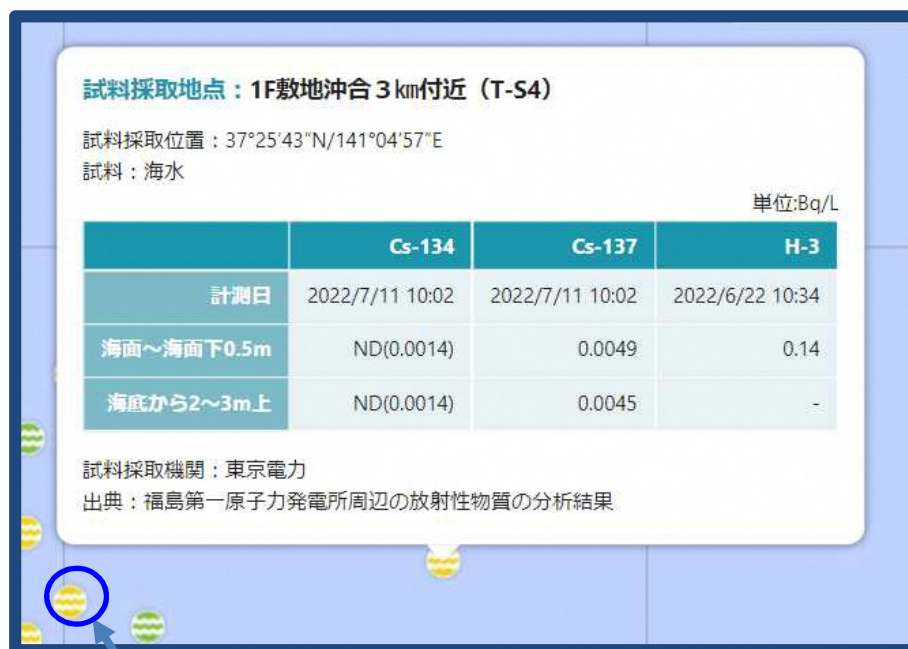 試料採取地点：1F敷地沖合３㎞付近（T-S4）
試料採取位置：37°25'43"N/141°04'57"E
試料：海水
単位:Bq/L
Cs-134 Cs-137 H-3
計測日 2022/7/11 10:02 2022/7/11 10:02 2022/6/22 10:34
海面～海面下0.5m ND(0.0014) 0.0049 0.14
海底から2～3m上 ND(0.0014) 0.0045 -
試料採取機関：東京電力
出典：福島第一原子力発電所周辺の放射性物質の分析結果